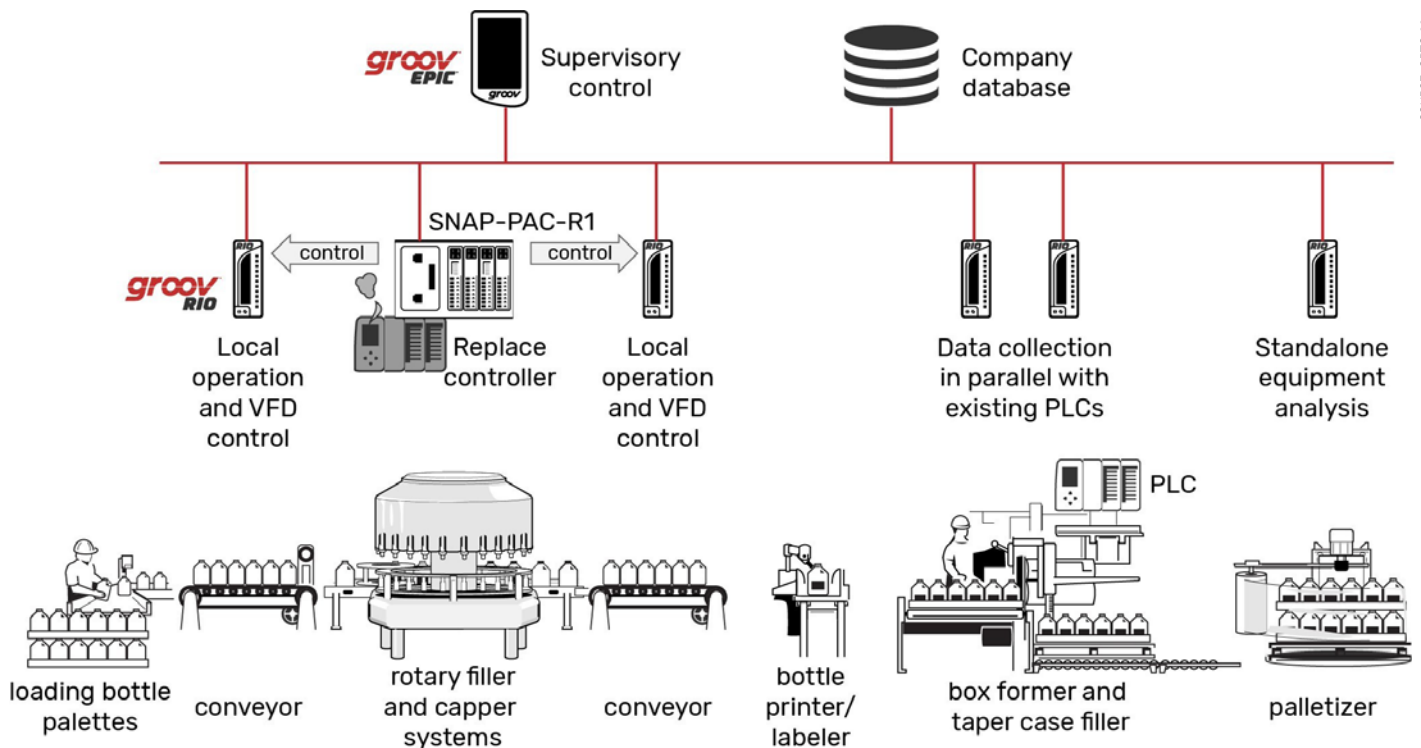 groov
EPIC
groov
Supervisory
control
Company
database
SNAP-PAC-R1
control
control
RIO
RIO
RIO
RIO
RIO
groov
RIO
Local
operation
and VFD
control
Replace
controller
Local
operation
and VFD
control
Data collection
in parallel with
existing PLCs
Standalone
equipment
analysis
PLC
loading bottle
palettes
conveyor
rotary filler
and capper
systems
conveyor
bottle
printer/
labeler
box former and
taper case filler
palletizer